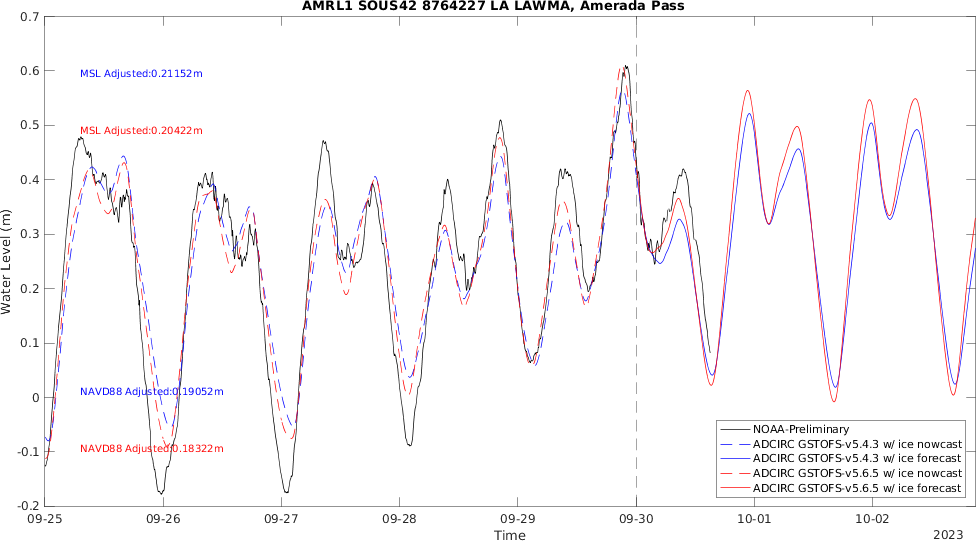 AMRL1 SOUS42 8764227 LA LAWMA, Amerada Pass
0.7
0.6
0.5
0.4
0.3
0.2
0.1
0
-0.1
-0.2
Water Level (m)
MSL Adjusted:0.21152m
MSL Adjusted:0.20422m
NAVD88 Adjusted:0.19052m
NAVD88 Adjusted:0.18322m
NOAA-Preliminary
ADCIRC GSTOFS-v5.4.3 w/ ice nowcast
ADCIRC GSTOFS-v5.4.3 w/ ice forecast
ADCIRC GSTOFS-v5.6.5 w/ ice nowcast
ADCIRC GSTOFS-v5.6.5 w/ ice forecast
09-25 09-26 09-27 09-28 09-29 09-30 10-01 10-02
Time
2023